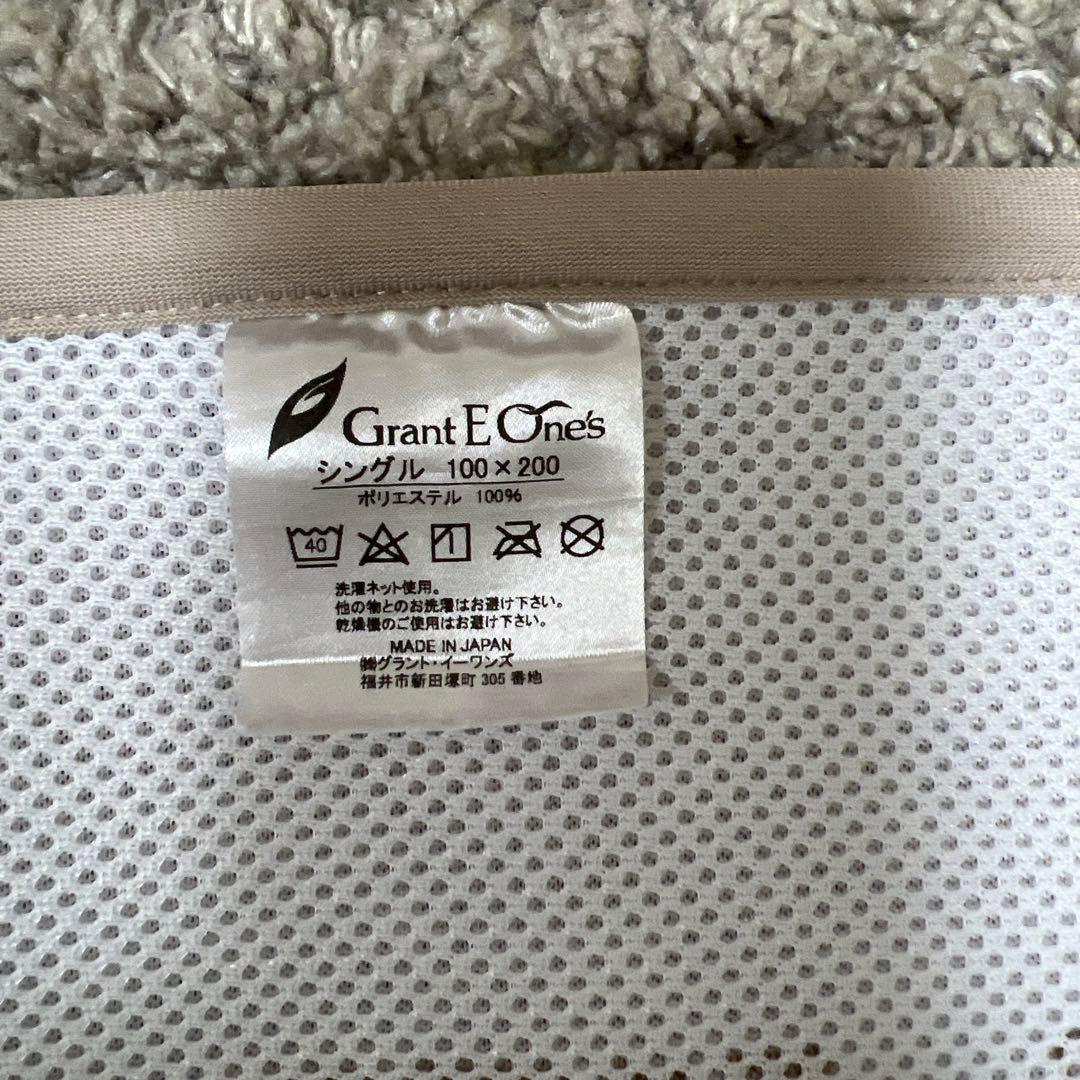 Grant E One's
シングル 100×200
ポリエステル 100%
40
洗濯ネット使用。
他の物とのお洗濯はお避け下さい。
乾燥機のご使用はお避け下さい。
MADE IN JAPAN
㈱グラント・イーワンズ
福井市新田塚町 305 番地